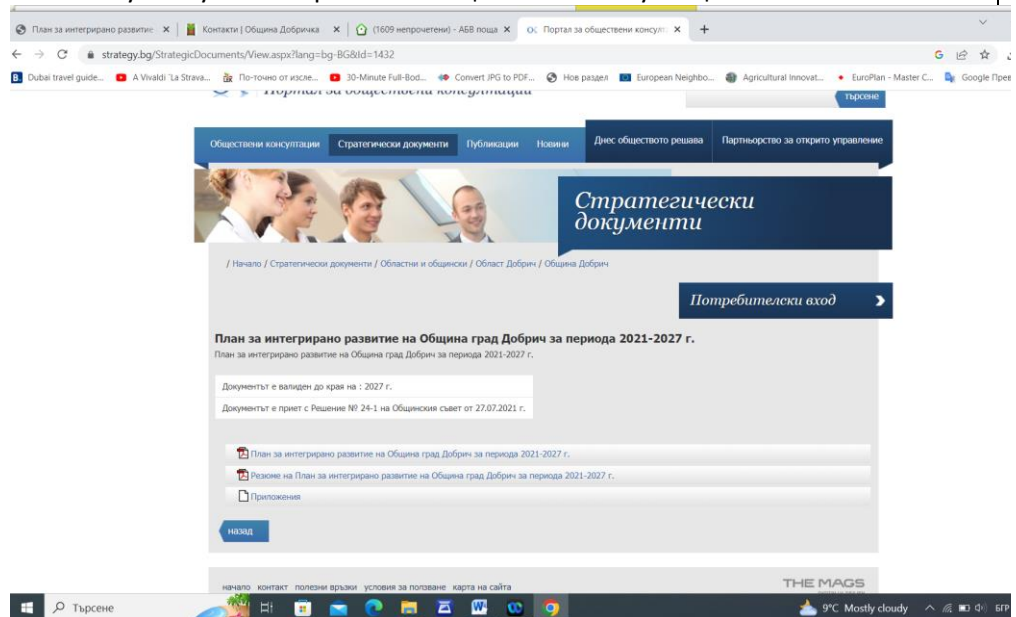 План за интегрирано развитие
Контакти | Община Добричка
(1609 непрочетени) - АБВ поща
Портал за обществени консулт
strategy.bg/StrategicDocuments/View.aspx?lang=bg-BG&Id=1432
Dubai travel guide...
A Vivaldi 'La Strava...
По-точно от изсле...
30-Minute Full-Bod...
Convert JPG to PDF...
Нов раздел
European Neighbo...
Agricultural Innovat...
EuroPlan - Master C...
Google Прев
Портал за обществени консултации
търсене
Обществени консултации
Стратегически документи
Публикации
Новини
Днес обществото решава
Партньорство за открито управление
Стратегически
документи
/ Начало / Стратегически документи / Областни и общински / Област Добрич / Община Добрич
Потребителски вход
План за интегрирано развитие на Община град Добрич за периода 2021-2027 г.
План за интегрирано развитие на Община град Добрич за периода 2021-2027 г.
Документът е валиден до края на : 2027 г.
Документът е приет с Решение № 24-1 на Общинския съвет от 27.07.2021 г.
План за интегрирано развитие на Община град Добрич за периода 2021-2027 г.
Резюме на План за интегрирано развитие на Община град Добрич за периода 2021-2027 г.
Приложения
назад
начало контакт полезни връзки условия за ползване карта на сайта
THE MAGS
Търсене
9°C Mostly cloudy
БГР